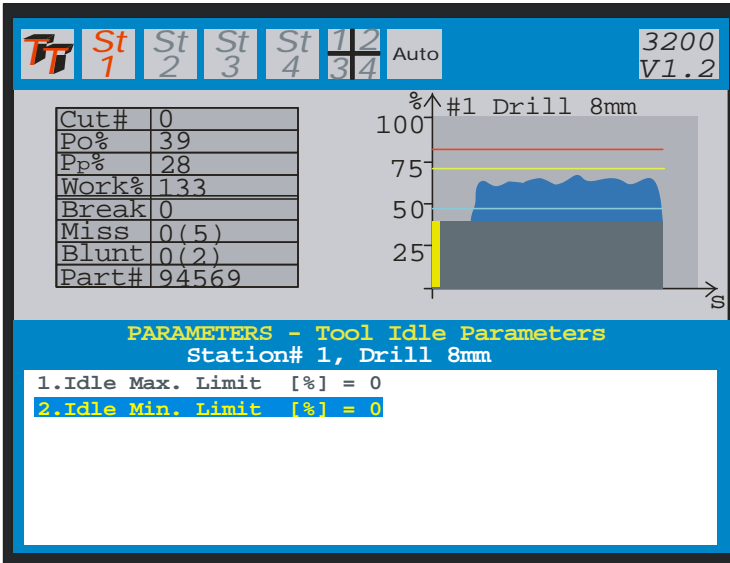 TT St 1 St 2 St 3 St 4 1 2 3 4 Auto 3200 V1.2
Cut# 0
Po% 39
Pp% 28
Work% 133
Break 0
Miss 0(5)
Blunt 0(2)
Part# 94569
% #1 Drill 8mm
100
75
50
25
s
PARAMETERS - Tool Idle Parameters
Station# 1, Drill 8mm
1.Idle Max. Limit [%] = 0
2.Idle Min. Limit [%] = 0